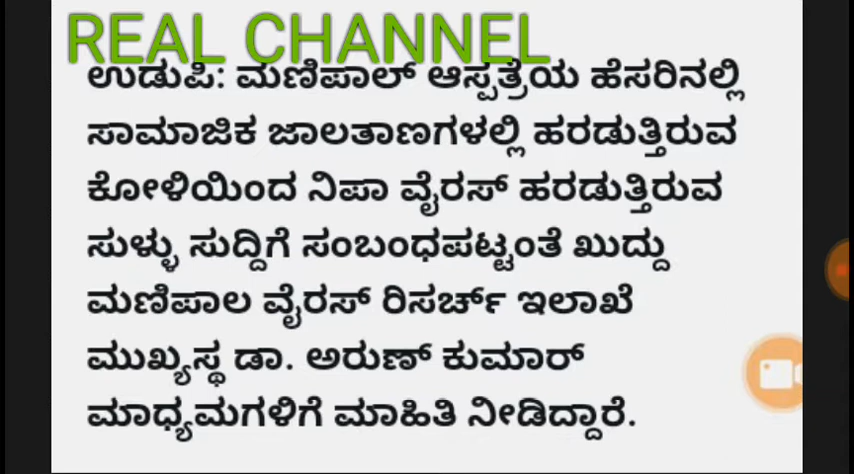 REAL CHANNEL
ಉಡುಪಿ: ಮಣಿಪಾಲ್ ಆಸ್ಪತ್ರೆಯ ಹೆಸರಿನಲ್ಲಿ
ಸಾಮಾಜಿಕ ಜಾಲತಾಣಗಳಲ್ಲಿ ಹರಡುತ್ತಿರುವ
ಕೋಳಿಯಿಂದ ನಿಪಾ ವೈರಸ್ ಹರಡುತ್ತಿರುವ
ಸುಳ್ಳು ಸುದ್ದಿಗೆ ಸಂಬಂಧಪಟ್ಟಂತೆ ಖುದ್ದು
ಮಣಿಪಾಲ ವೈರಸ್ ರಿಸರ್ಚ್ ಇಲಾಖೆ
ಮುಖ್ಯಸ್ಥ ಡಾ. ಅರುಣ್ ಕುಮಾರ್
ಮಾಧ್ಯಮಗಳಿಗೆ ಮಾಹಿತಿ ನೀಡಿದ್ದಾರೆ.